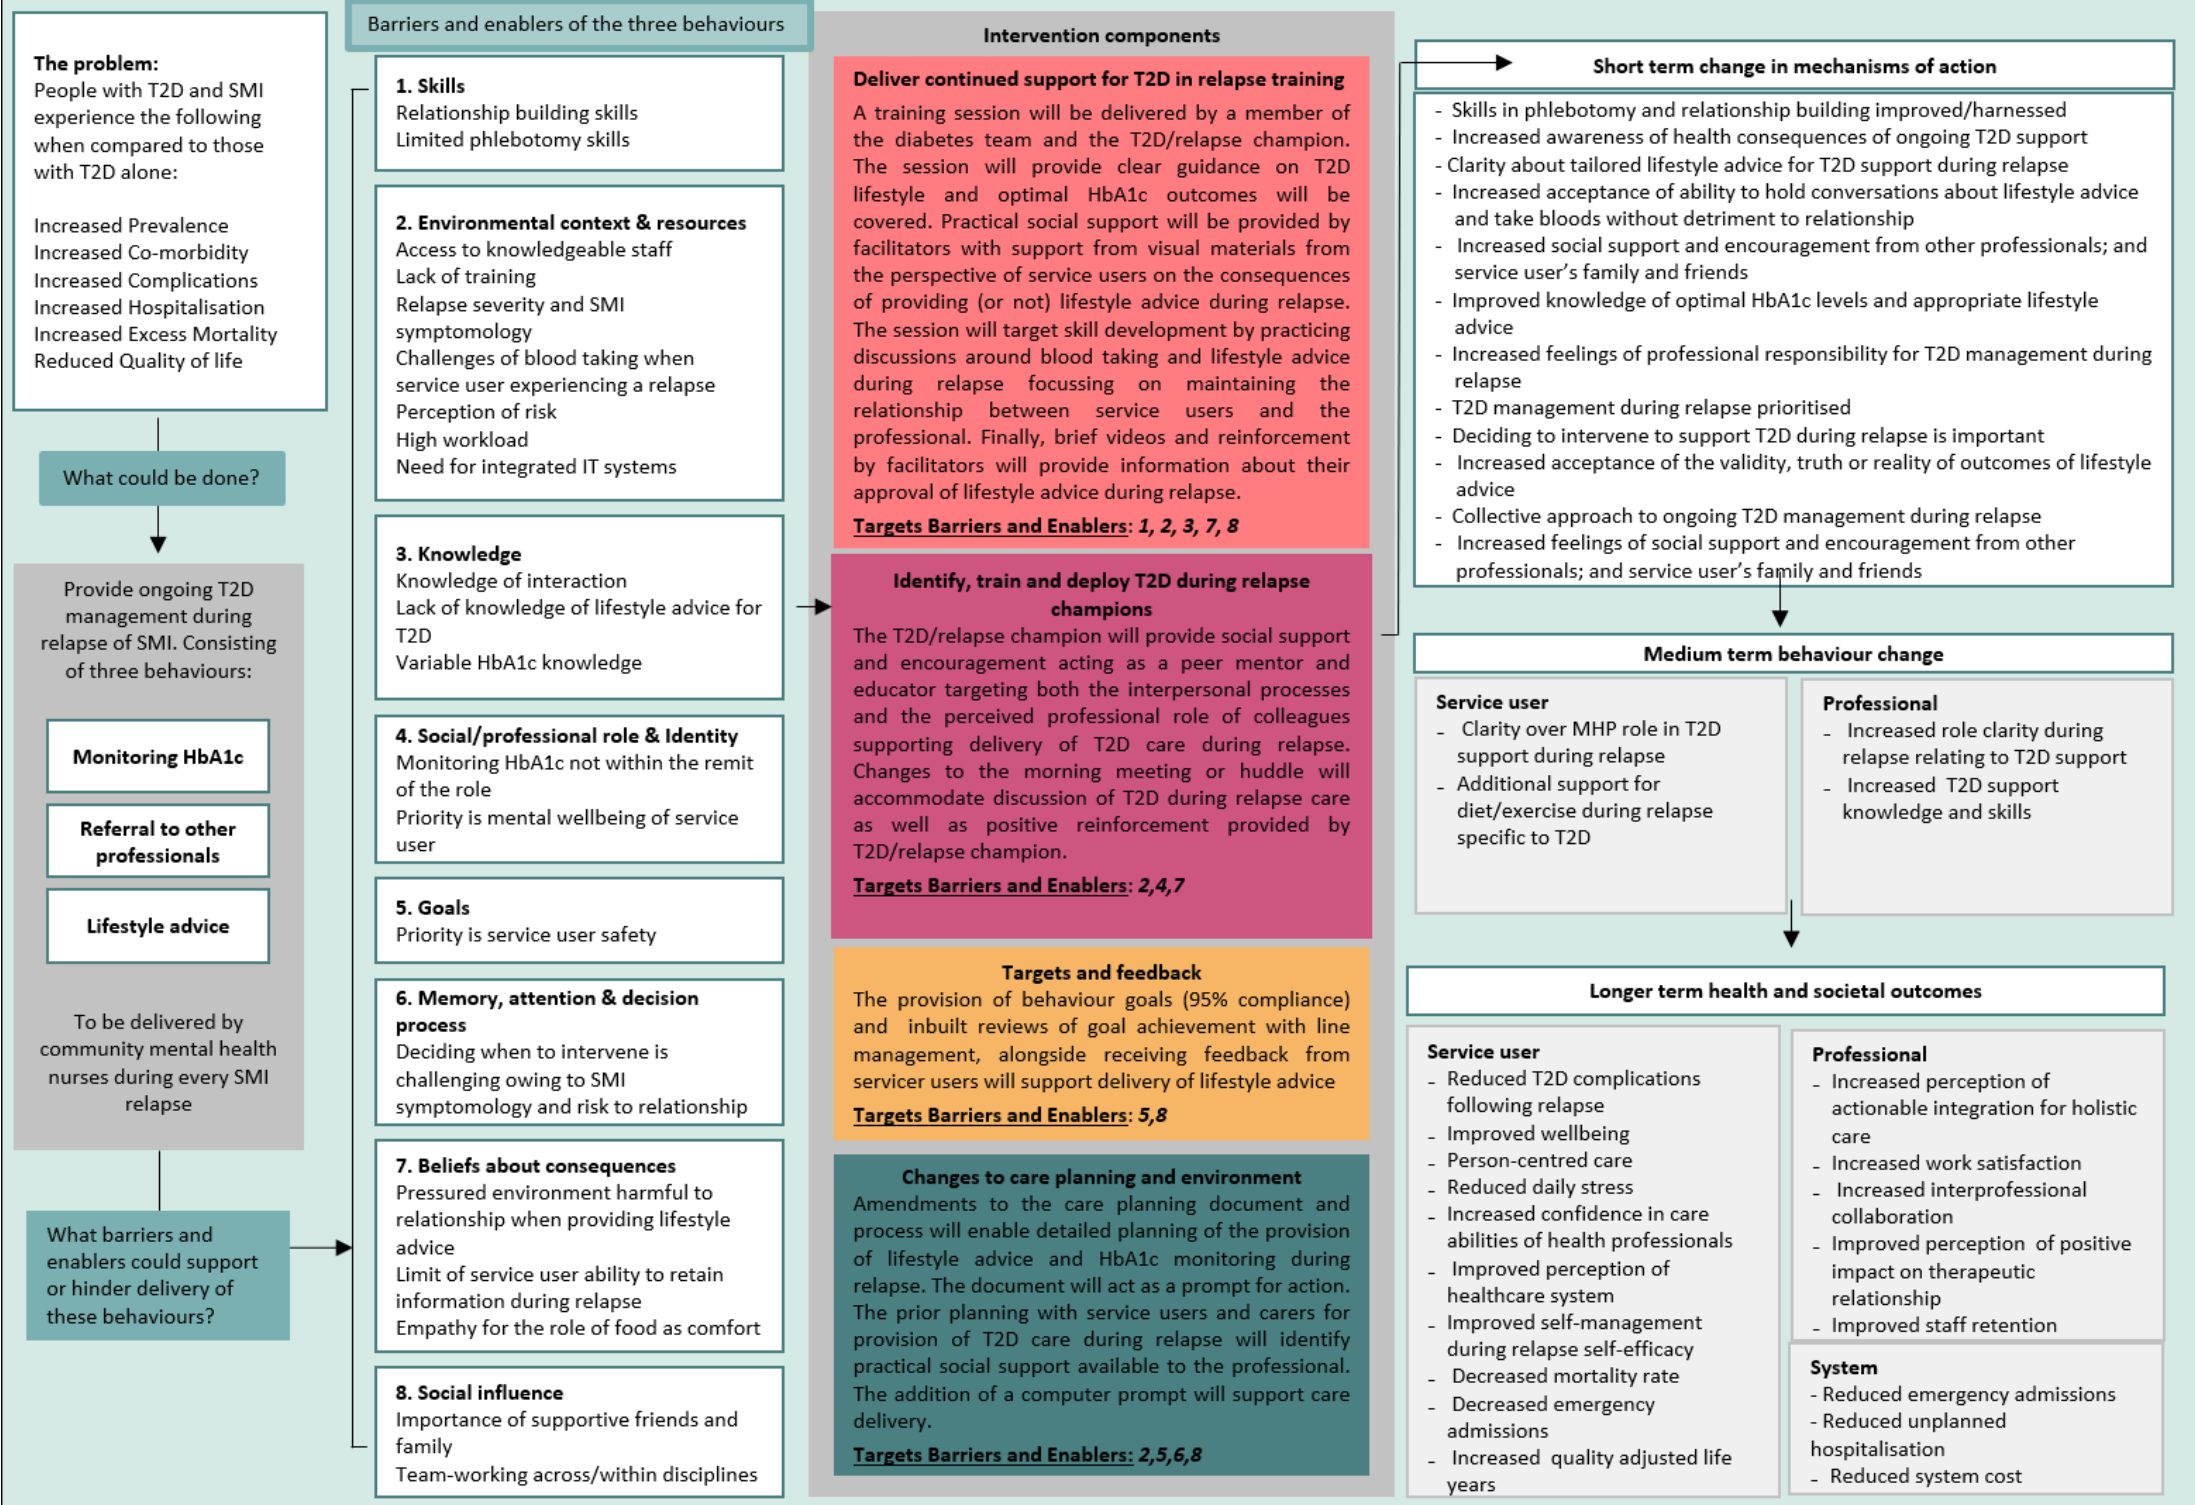 The problem:
People with T2D and SMI
experience the following
when compared to those
with T2D alone:
Increased Prevalence
Increased Co-morbidity
Increased Complications
Increased Hospitalisation
Increased Excess Mortality
Reduced Quality of life
What could be done?
Provide ongoing T2D
management during
relapse of SMI. Consisting
of three behaviours:
Monitoring HbA1c
Referral to other
professionals
Lifestyle advice
To be delivered by
community mental health
nurses during every SMI
relapse
What barriers and
enablers could support
or hinder delivery of
these behaviours?
Barriers and enablers of the three behaviours
1. Skills
Relationship building skills
Limited phlebotomy skills
2. Environmental context & resources
Access to knowledgeable staff
Lack of training
Relapse severity and SMI
symptomology
Challenges of blood taking when
service user experiencing a relapse
Perception of risk
High workload
Need for integrated IT systems
3. Knowledge
Knowledge of interaction
Lack of knowledge of lifestyle advice for
T2D
Variable HbA1c knowledge
4. Social/professional role & Identity
Monitoring HbA1c not within the remit
of the role
Priority is mental wellbeing of service
user
5. Goals
Priority is service user safety
6. Memory, attention & decision
process
Deciding when to intervene is
challenging owing to SMI
symptomology and risk to relationship
7. Beliefs about consequences
Pressured environment harmful to
relationship when providing lifestyle
advice
Limit of service user ability to retain
information during relapse
Empathy for the role of food as comfort
8. Social influence
Importance of supportive friends and
family
Team-working across/within disciplines
Intervention components
Deliver continued support for T2D in relapse training
A training session will be delivered by a member of
the diabetes team and the T2D/relapse champion.
The session will provide clear guidance on T2D
lifestyle and optimal HbA1c outcomes will be
covered. Practical social support will be provided by
facilitators with support from visual materials from
the perspective of service users on the consequences
of providing (or not) lifestyle advice during relapse.
The session will target skill development by practicing
discussions around blood taking and lifestyle advice
during relapse focussing on maintaining the
relationship between service users and the
professional. Finally, brief videos and reinforcement
by facilitators will provide information about their
approval of lifestyle advice during relapse.
Targets Barriers and Enablers: 1, 2, 3, 7, 8
Identify, train and deploy T2D during relapse
champions
The T2D/relapse champion will provide social support
and encouragement acting as a peer mentor and
educator targeting both the interpersonal processes
and the perceived professional role of colleagues
supporting delivery of T2D care during relapse.
Changes to the morning meeting or huddle will
accommodate discussion of T2D during relapse care
as well as positive reinforcement provided by
T2D/relapse champion.
Targets Barriers and Enablers: 2,4,7
Targets and feedback
The provision of behaviour goals (95% compliance)
and inbuilt reviews of goal achievement with line
management, alongside receiving feedback from
servicer users will support delivery of lifestyle advice
Targets Barriers and Enablers: 5,8
Changes to care planning and environment
Amendments to the care planning document and
process will enable detailed planning of the provision
of lifestyle advice and HbA1c monitoring during
relapse. The document will act as a prompt for action.
The prior planning with service users and carers for
provision of T2D care during relapse will identify
practical social support available to the professional.
The addition of a computer prompt will support care
delivery.
Targets Barriers and Enablers: 2,5,6,8
Short term change in mechanisms of action
- Skills in phlebotomy and relationship building improved/harnessed
- Increased awareness of health consequences of ongoing T2D support
- Clarity about tailored lifestyle advice for T2D support during relapse
- Increased acceptance of ability to hold conversations about lifestyle advice
and take bloods without detriment to relationship
- Increased social support and encouragement from other professionals; and
service user's family and friends
- Improved knowledge of optimal HbA1c levels and appropriate lifestyle
advice
- Increased feelings of professional responsibility for T2D management during
relapse
- T2D management during relapse prioritised
- Deciding to intervene to support T2D during relapse is important
- Increased acceptance of the validity, truth or reality of outcomes of lifestyle
advice
- Collective approach to ongoing T2D management during relapse
- Increased feelings of social support and encouragement from other
professionals; and service user's family and friends
Medium term behaviour change
Service user
- Clarity over MHP role in T2D
support during relapse
- Additional support for
diet/exercise during relapse
specific to T2D
Professional
- Increased role clarity during
relapse relating to T2D support
- Increased T2D support
knowledge and skills
Longer term health and societal outcomes
Service user
- Reduced T2D complications
following relapse
- Improved wellbeing
- Person-centred care
- Reduced daily stress
- Increased confidence in care
abilities of health professionals
- Improved perception of
healthcare system
- Improved self-management
during relapse self-efficacy
- Decreased mortality rate
- Decreased emergency
admissions
- Increased quality adjusted life
years
Professional
- Increased perception of
actionable integration for holistic
care
- Increased work satisfaction
- Increased interprofessional
collaboration
- Improved perception of positive
impact on therapeutic
relationship
- Improved staff retention
System
- Reduced emergency admissions
- Reduced unplanned
hospitalisation
- Reduced system cost